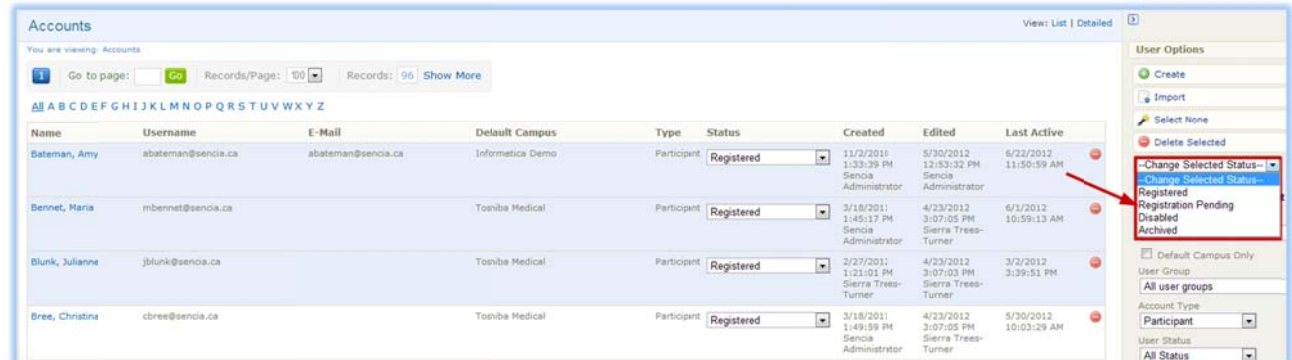 Accounts
View: List | Detailed
You are viewing: Accounts
1 Go to page: Go Records/Page: 100 Records: 96 Show More
All A B C D E F G H I J K L M N O P Q R S T U V W X Y Z
Name Username E-Mail Delault Campus Type Status Created Edited Last Active
Bateman, Amy abateman@sencia.ca abateman@sencia.ca Informetica Demo Participant Registered
11/2/2010 5/30/2012 6/22/2012
1:33:39 PM 12:53:32 PM 11:50:59 AM
Sencia Sencia
Administrator Administrator
Bennet, Maria mbennet@sencia.ca Toshiba Medical Participant Registered
3/18/2011 4/23/2012 6/1/2012
1:45:17 PM 3:07:05 PM 10:59:13 AM
Sencia Sierra Trees-
Administrator Turner
Blunk, Julianne jblunk@sencia.ca Toshiba Medical Participant Registered
2/27/2012 4/23/2012 3/2/2012
1:21:01 PM 3:07:03 PM 3:39:51 PM
Sierra Trees- Sierra Trees-
Turner Turner
Bree, Christina cbree@sencia.ca Toshiba Medical Participant Registered
3/18/2011 4/23/2012 5/30/2012
1:49:59 PM 3:07:05 PM 10:03:29 AM
Sencia Sierra Trees-
Administrator Turner
User Options
Create
Import
Select None
Delete Selected
--Change Selected Status--
--Change Selected Status--
Registered
Registration Pending
Disabled
Archived
Default Campus Only
User Group
All user groups
Account Type
Participant
User Status
All Status